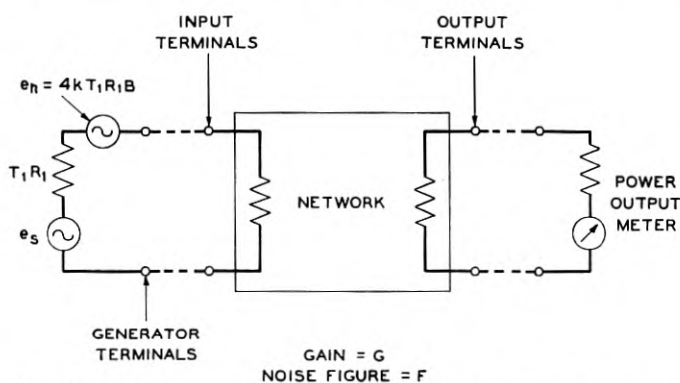 INPUT
TERMINALS
OUTPUT
TERMINALS
eₙ = 4kT₁R₁B
T₁R₁
NETWORK
POWER
OUTPUT
METER
eₛ
GENERATOR
TERMINALS
GAIN = G
NOISE FIGURE = F